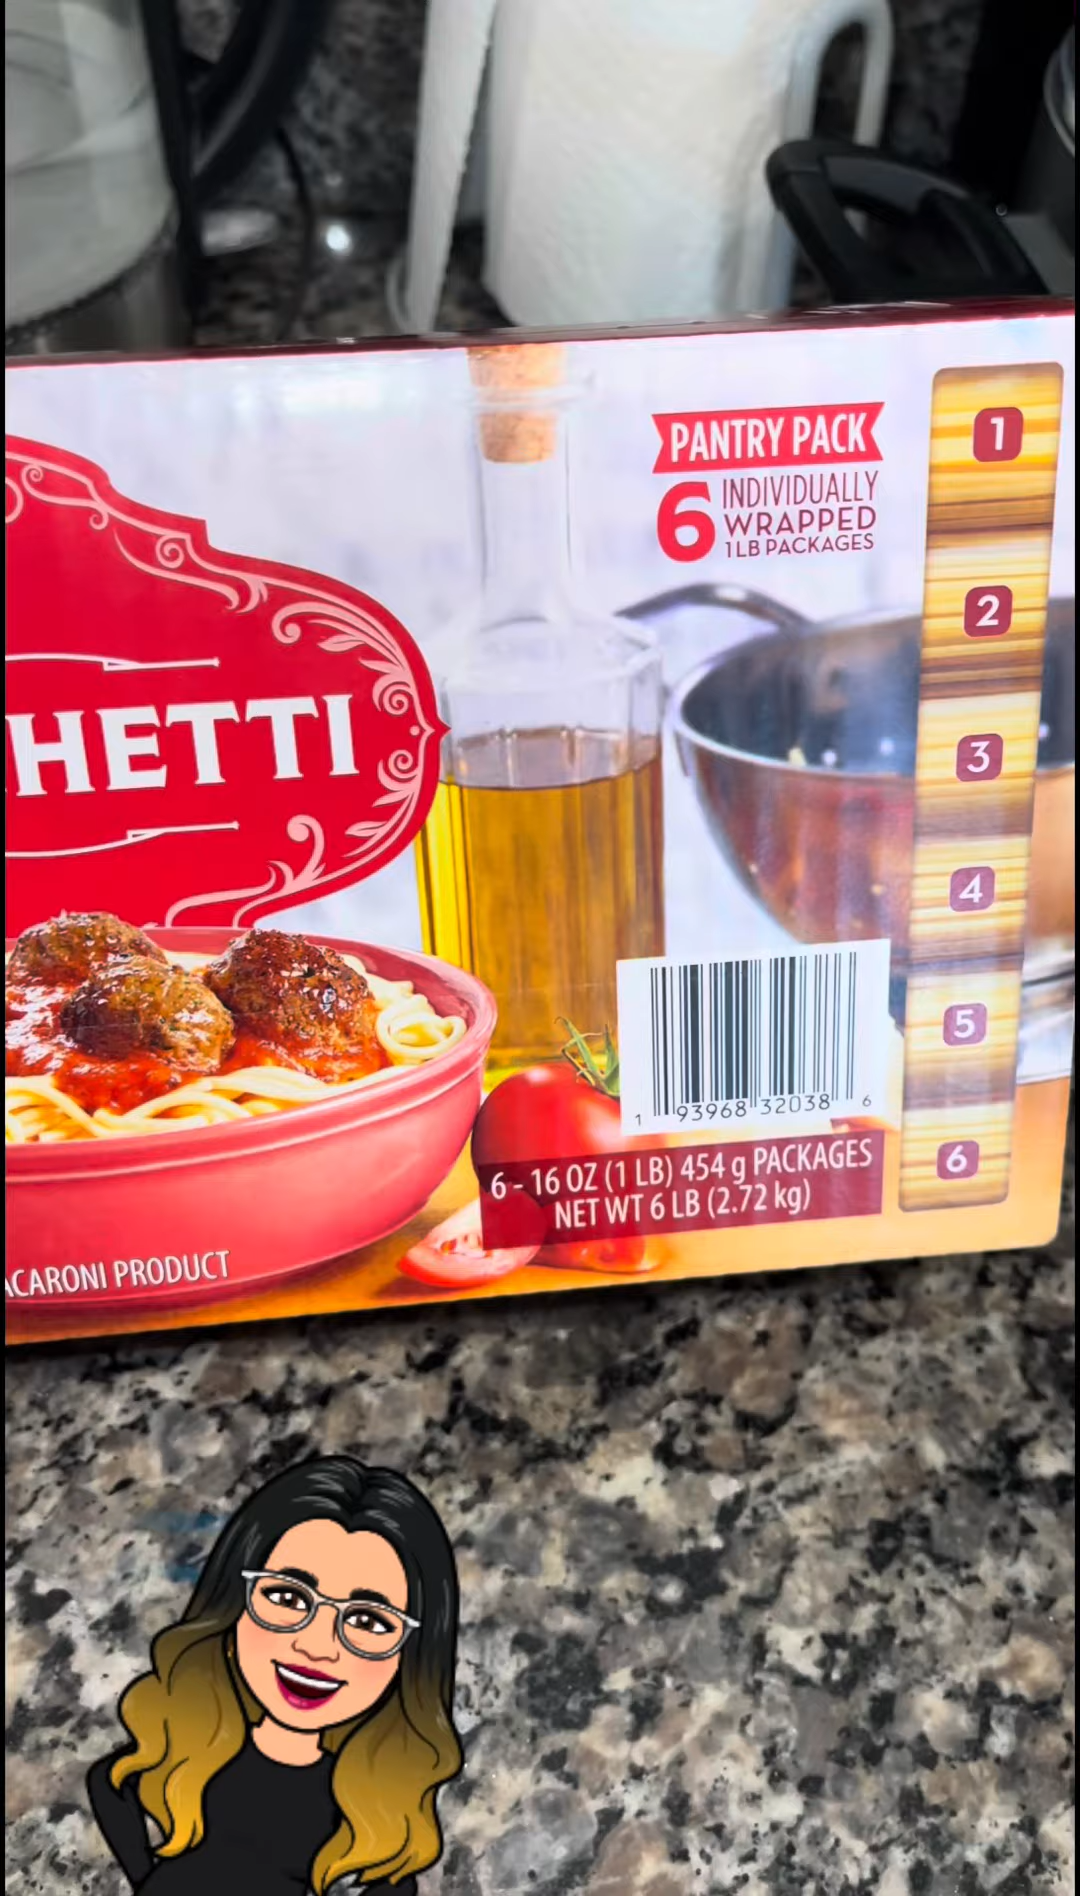 PANTRY PACK
6 INDIVIDUALLY
WRAPPED
1 LB PACKAGES
1
2
3
4
5
6
HETTI
1 93968 32038 6
6 - 16 OZ (1 LB) 454 g PACKAGES
NET WT 6 LB (2.72 kg)
ACARONI PRODUCT